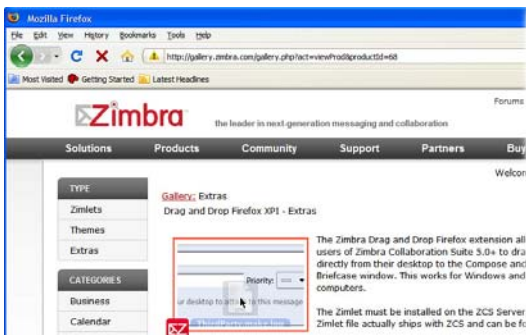 Mozilla Firefox
File Edit View History Bookmarks Tools Help
http://gallery.zimbra.com/gallery.php?act=viewProd&productId=68
Most Visited Getting Started Latest Headlines
Forums
Zimbra
the leader in next-generation messaging and collaboration
Solutions Products Community Support Partners Buy
Welcom
TYPE
Zimlets
Themes
Extras
CATEGORIES
Business
Calendar
Gallery: Extras
Drag and Drop Firefox XPI - Extras
Priority:
ur desktop to attach to this message
The Zimbra Drag and Drop Firefox extension all
users of Zimbra Collaboration Suite 5.0+ to dra
directly from their desktop to the Compose and
Briefcase window. This works for Windows and
computers.
The Zimlet must be installed on the ZCS Server
Zimlet file actually ships with ZCS and can be fo